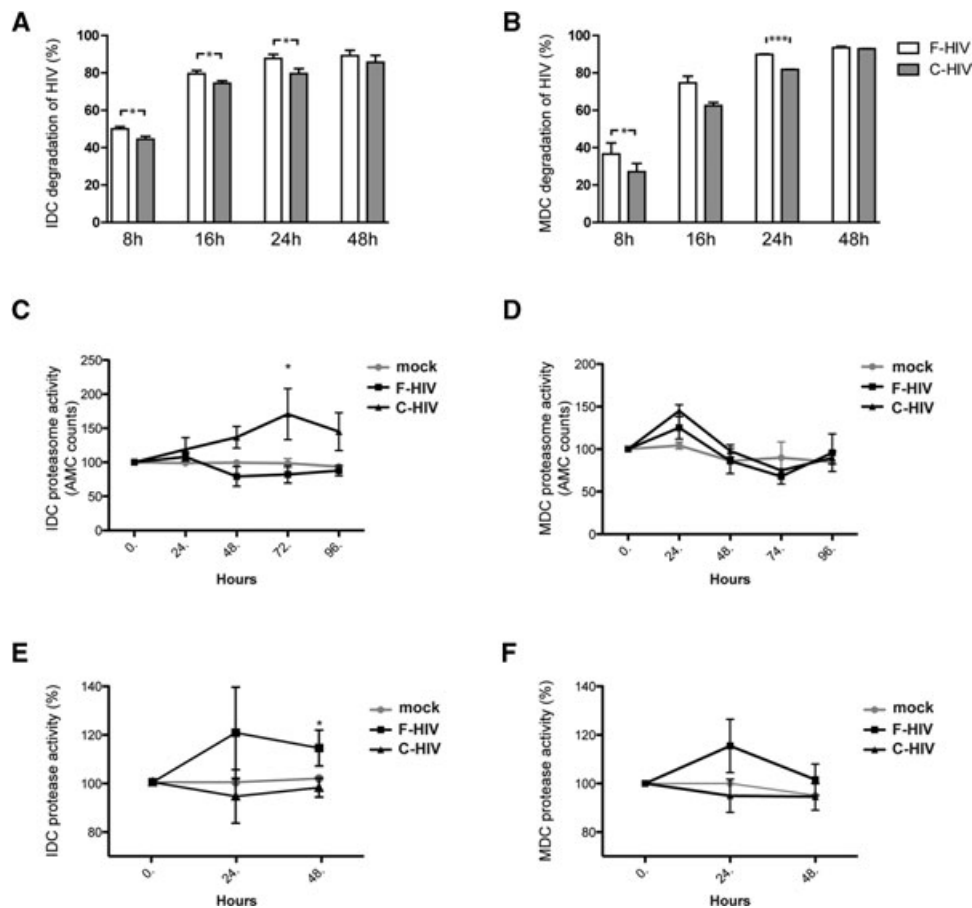 A
IDC degradation of HIV (%)
100
80
60
40
20
0
*
*
*
8h
16h
24h
48h
B
MDC degradation of HIV (%)
100
80
60
40
20
0
*
***
8h
16h
24h
48h
F-HIV
C-HIV
C
IDC proteasome activity
(AMC counts)
250
200
150
100
50
0
*
0.
24.
48.
72.
96.
Hours
mock
F-HIV
C-HIV
D
MDC proteasome activity
(AMC counts)
200
150
100
50
0
0.
24.
48.
74.
96.
Hours
mock
F-HIV
C-HIV
E
IDC protease activity (%)
140
120
100
80
*
0.
24.
48.
Hours
mock
F-HIV
C-HIV
F
MDC protease activity (%)
140
120
100
80
0.
24.
48.
Hours
mock
F-HIV
C-HIV